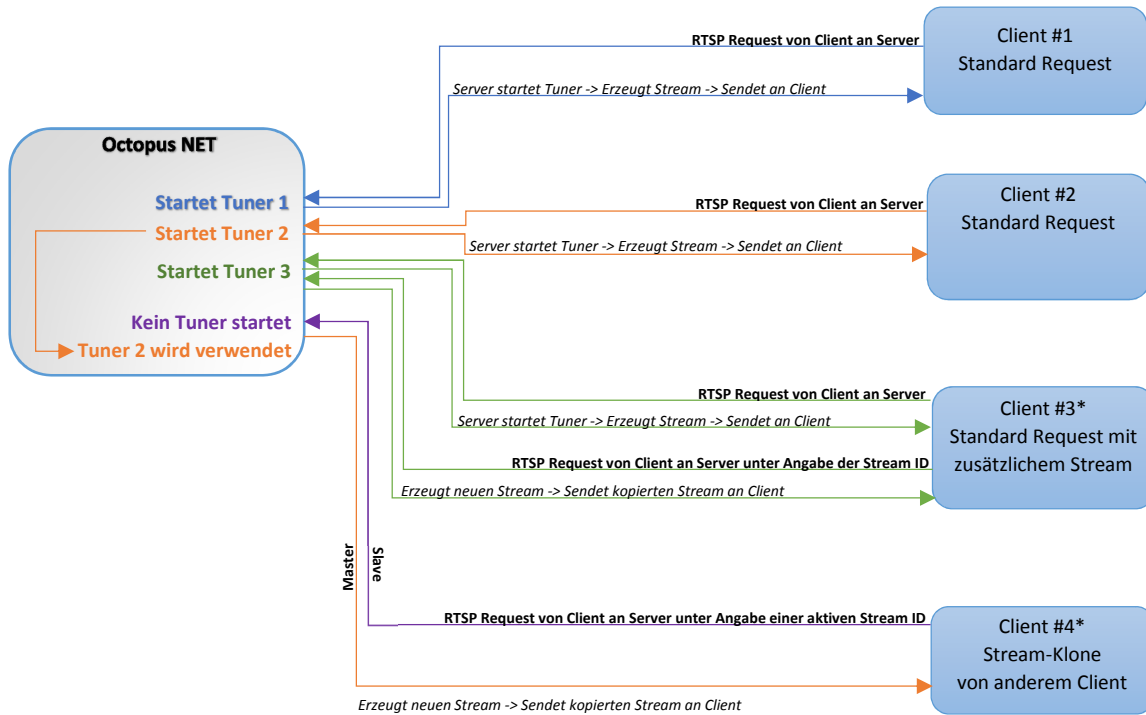 RTSP Request von Client an Server
Client #1
Standard Request
Server startet Tuner -> Erzeugt Stream -> Sendet an Client
Octopus NET
Startet Tuner 1
Startet Tuner 2
Startet Tuner 3
Kein Tuner startet
Tuner 2 wird verwendet
RTSP Request von Client an Server
Client #2
Standard Request
Server startet Tuner -> Erzeugt Stream -> Sendet an Client
RTSP Request von Client an Server
Client #3*
Standard Request mit
zusätzlichem Stream
Server startet Tuner -> Erzeugt Stream -> Sendet an Client
RTSP Request von Client an Server unter Angabe der Stream ID
Erzeugt neuen Stream -> Sendet kopierten Stream an Client
Master
Slave
RTSP Request von Client an Server unter Angabe einer aktiven Stream ID
Client #4*
Stream-Klone
von anderem Client
Erzeugt neuen Stream -> Sendet kopierten Stream an Client